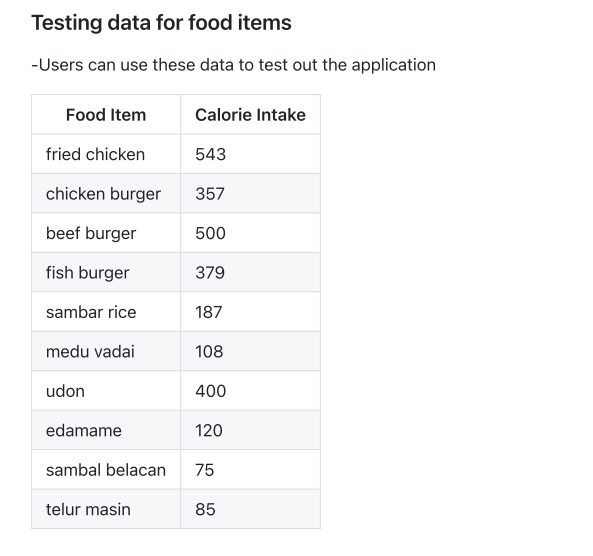 Testing data for food items
-Users can use these data to test out the application
Food Item Calorie Intake
fried chicken 543
chicken burger 357
beef burger 500
fish burger 379
sambar rice 187
medu vadai 108
udon 400
edamame 120
sambal belacan 75
telur masin 85